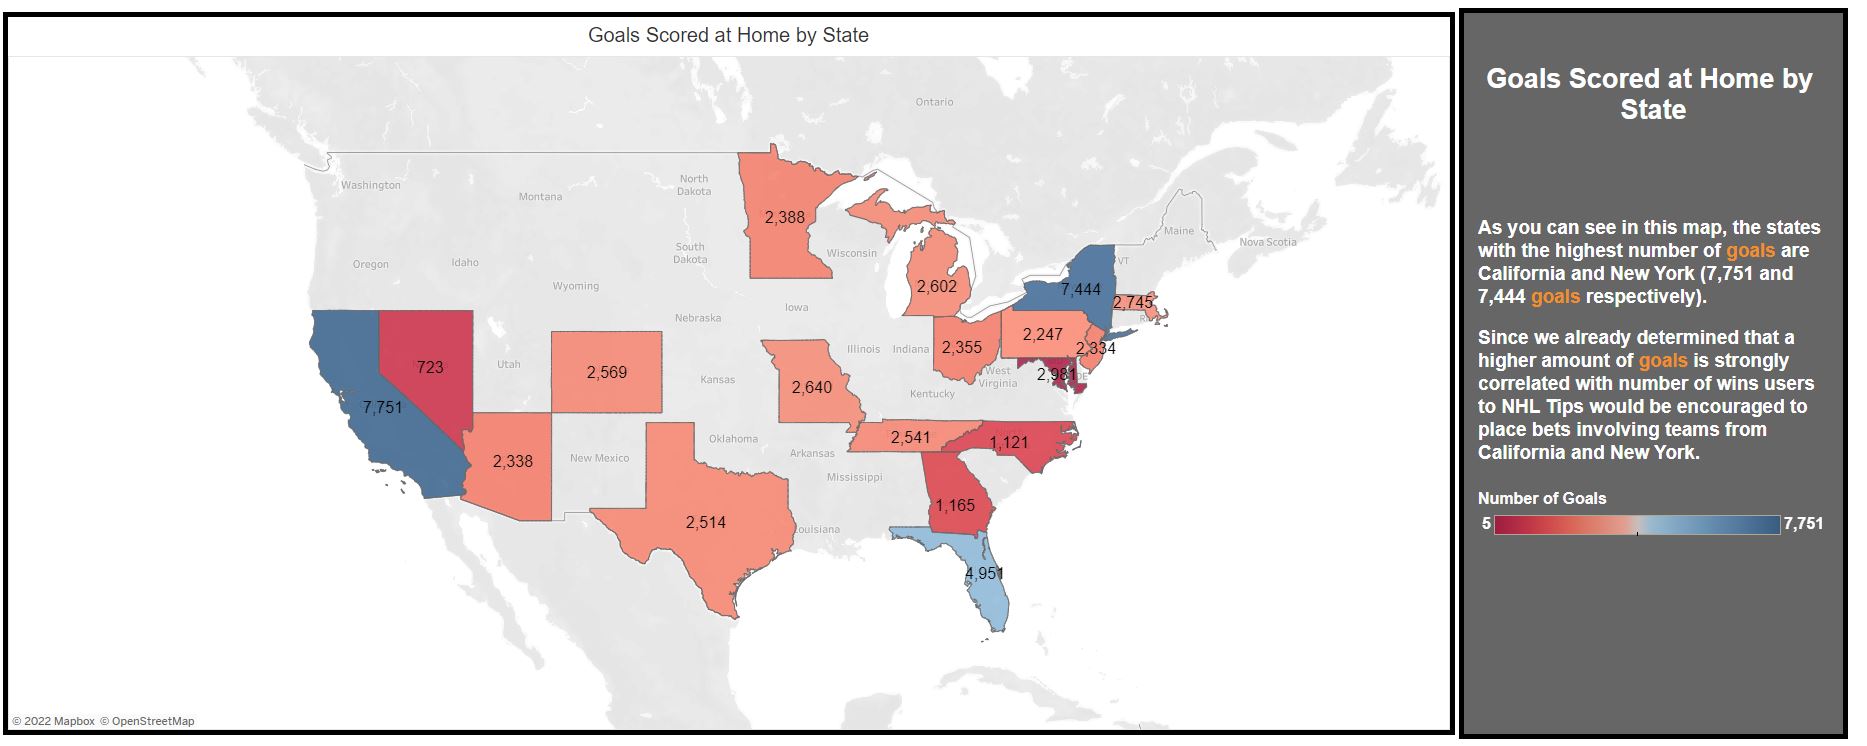 Goals Scored at Home by State
Ontario
Washington
Montana
North
Dakota
2,388
Maine
Nova Scotia
Oregon
Idaho
South
Dakota
Wisconsin
VT
Wyoming
2,602
7,444
2,745
Iowa
Nebraska
2,247
2,334
723
Utah
2,569
Illinois
Indiana
2,355
West
Virginia
2,981
DE
Kansas
2,640
Kentucky
7,751
Oklahoma
2,541
1,121
2,338
New Mexico
Arkansas
Mississippi
1,165
2,514
ouisiana
4,951
© 2022 Mapbox © OpenStreetMap
Goals Scored at Home by
State
As you can see in this map, the states
with the highest number of goals are
California and New York (7,751 and
7,444 goals respectively).
Since we already determined that a
higher amount of goals is strongly
correlated with number of wins users
to NHL Tips would be encouraged to
place bets involving teams from
California and New York.
Number of Goals
5
7,751